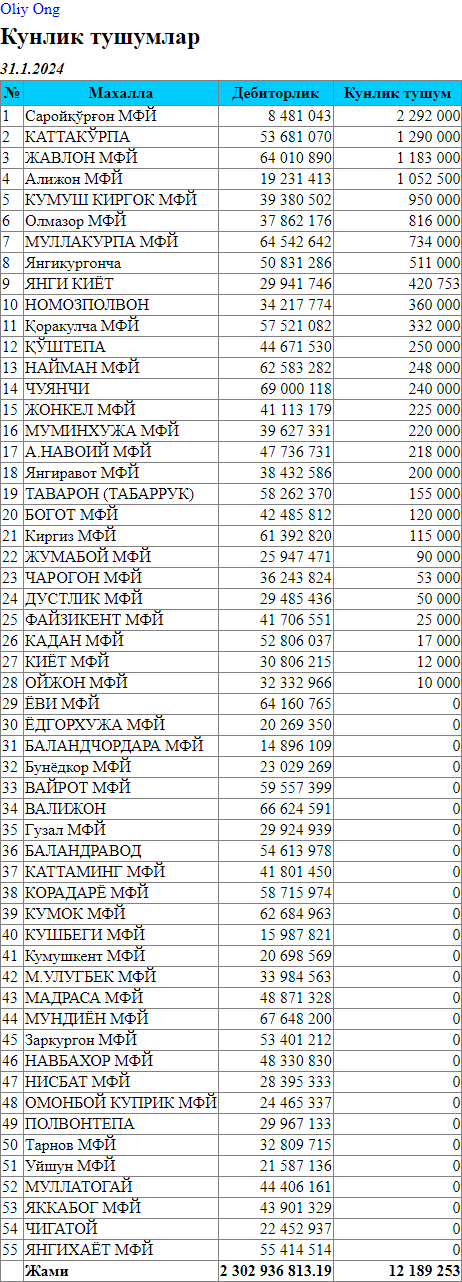 Oliy Ong
Кунлик тушумлар
31.1.2024
№ Махалла Дебиторлик Кунлик тушум
1 Саройқўрғон МФЙ 8 481 043 2 292 000
2 КАТТАКЎРПА 53 681 070 1 290 000
3 ЖАВЛОН МФЙ 64 010 890 1 183 000
4 Алижон МФЙ 19 231 413 1 052 500
5 КУМУШ КИРГОК МФЙ 39 380 502 950 000
6 Олмазор МФЙ 37 862 176 816 000
7 МУЛЛАКУРПА МФЙ 64 542 642 734 000
8 Янгикургонча 50 831 286 511 000
9 ЯНГИ КИЁТ 29 941 746 420 753
10 НОМОЗПОЛВОН 34 217 774 360 000
11 Қоракулча МФЙ 57 521 082 332 000
12 ҚЎШТЕПА 44 671 530 250 000
13 НАЙМАН МФЙ 62 583 282 248 000
14 ЧУЯНЧИ 69 000 118 240 000
15 ЖОНКЕЛ МФЙ 41 113 179 225 000
16 МУМИНХУЖА МФЙ 39 627 331 220 000
17 А.НАВОИЙ МФЙ 47 736 731 218 000
18 Янгиравот МФЙ 38 432 586 200 000
19 ТАВАРОН (ТАБАРРУК) 58 262 370 155 000
20 БОГОТ МФЙ 42 485 812 120 000
21 Киргиз МФЙ 61 392 820 115 000
22 ЖУМАБОЙ МФЙ 25 947 471 90 000
23 ЧАРОГОН МФЙ 36 243 824 53 000
24 ДУСТЛИК МФЙ 29 485 436 50 000
25 ФАЙЗИКЕНТ МФЙ 41 706 551 25 000
26 КАДАН МФЙ 52 806 037 17 000
27 КИЁТ МФЙ 30 806 215 12 000
28 ОЙЖОН МФЙ 32 332 966 10 000
29 ЁВИ МФЙ 64 160 765 0
30 ЁДГОРХУЖА МФЙ 20 269 350 0
31 БАЛАНДЧОРДАРА МФЙ 14 896 109 0
32 Бунёдкор МФЙ 23 029 269 0
33 ВАЙРОТ МФЙ 59 557 399 0
34 ВАЛИЖОН 66 624 591 0
35 Гузал МФЙ 29 924 939 0
36 БАЛАНДРАВОД 54 613 978 0
37 КАТТАМИНГ МФЙ 41 801 450 0
38 КОРАДАРЁ МФЙ 58 715 974 0
39 КУМОК МФЙ 62 684 963 0
40 КУШБЕГИ МФЙ 15 987 821 0
41 Кумушкент МФЙ 20 698 569 0
42 М.УЛУГБЕК МФЙ 33 984 563 0
43 МАДРАСА МФЙ 48 871 328 0
44 МУНДИЁН МФЙ 67 648 200 0
45 Заркургон МФЙ 53 401 212 0
46 НАВБАХОР МФЙ 48 330 830 0
47 НИСБАТ МФЙ 28 395 333 0
48 ОМОНБОЙ КУПРИК МФЙ 24 465 337 0
49 ПОЛВОНТЕПА 29 967 133 0
50 Тарнов МФЙ 32 809 715 0
51 Уйшун МФЙ 21 587 136 0
52 МУЛЛАТОГАЙ 44 406 161 0
53 ЯККАБОГ МФЙ 43 901 329 0
54 ЧИГАТОЙ 22 452 937 0
55 ЯНГИХАЁТ МФЙ 55 414 514 0
Жами 2 302 936 813.19 12 189 253